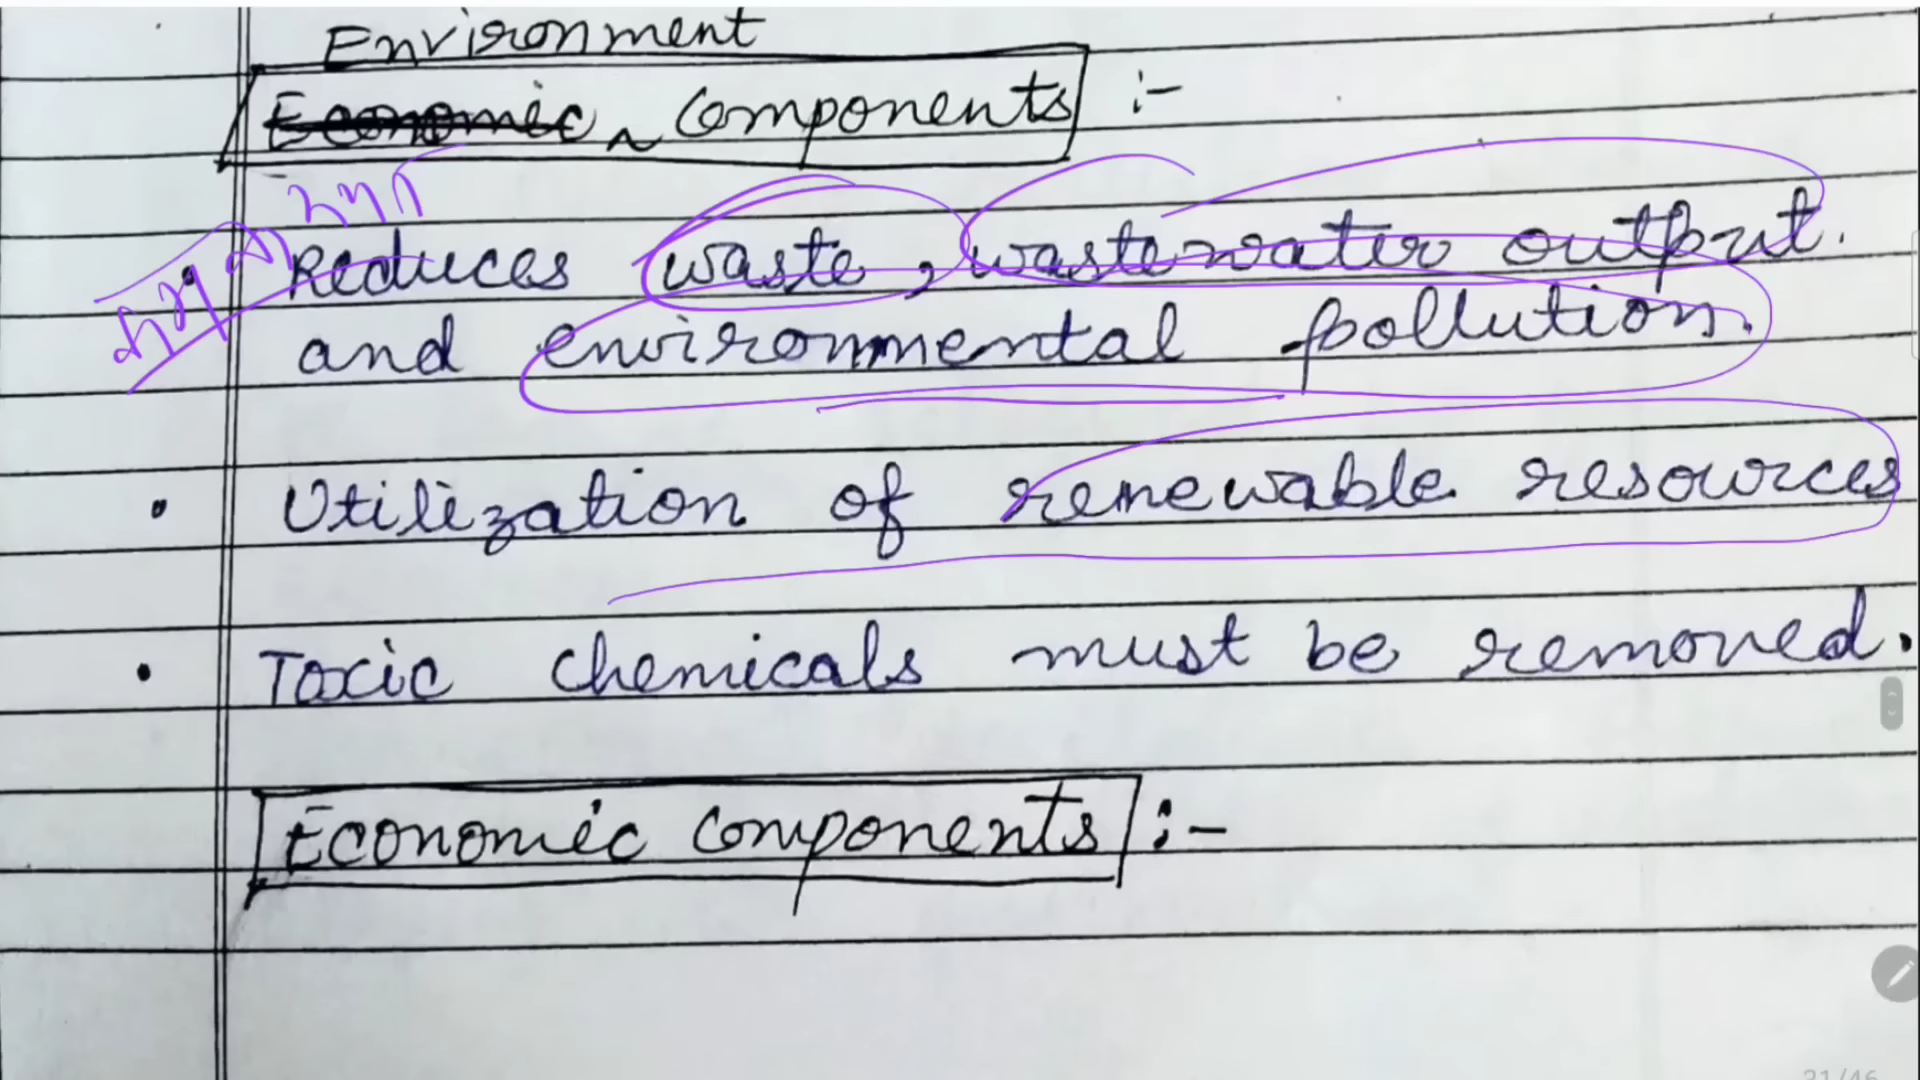 Environment
Economic ^ Components :-
Reduces waste, wastewater output.
and environmental pollution.
• Utilization of renewable resources
• Toxic chemicals must be removed.
Economic components :-